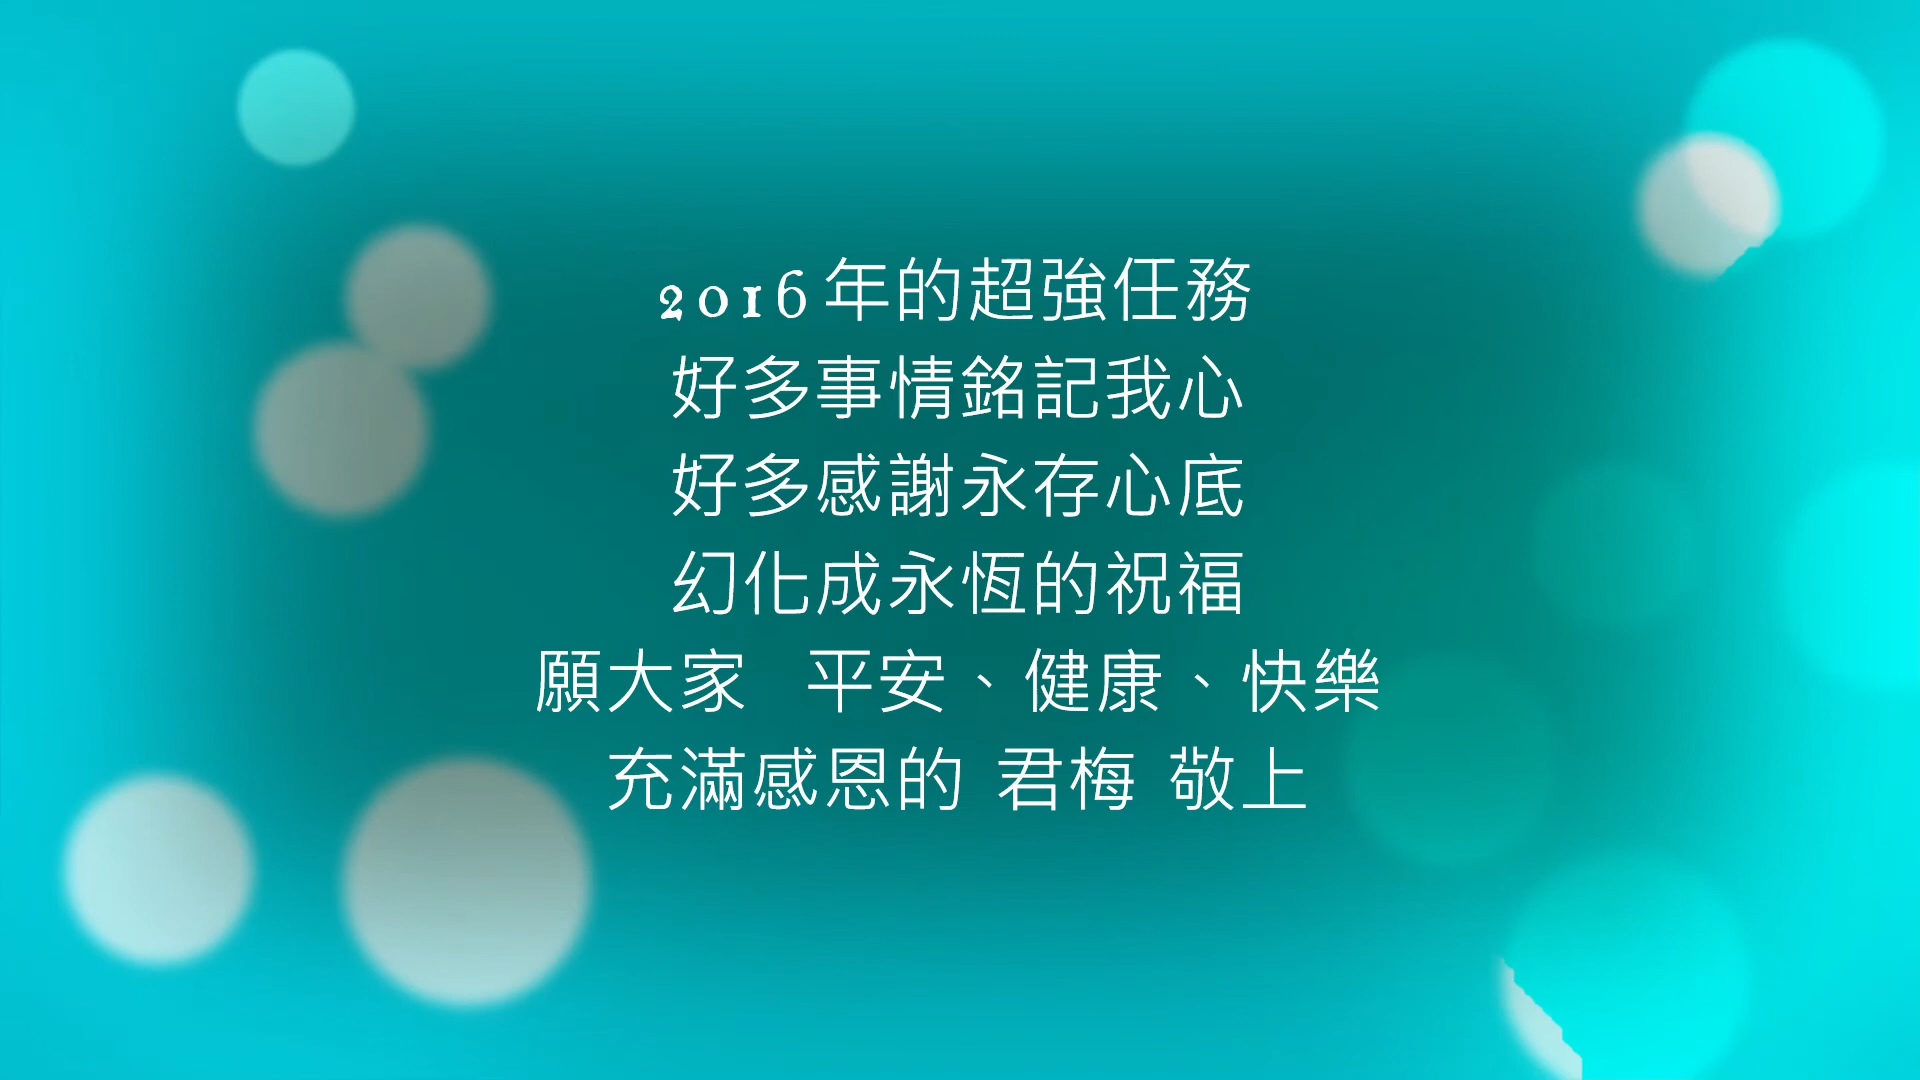 2016年的超強任務
好多事情銘記我心
好多感謝永存心底
幻化成永恆的祝福
願大家 平安、健康、快樂
充滿感恩的 君梅 敬上